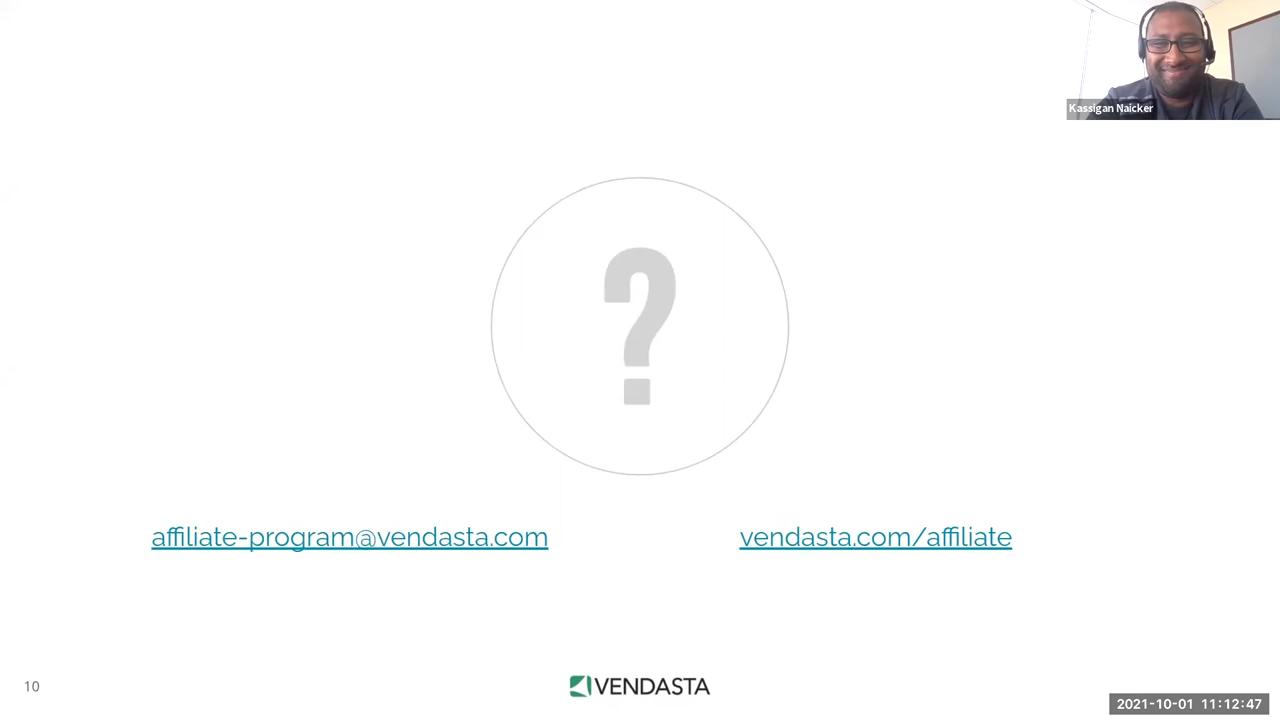 Kassigan Naicker
?
affiliate-program@vendasta.com
vendasta.com/affiliate
10
VENDASTA
2021-10-01 11:12:47